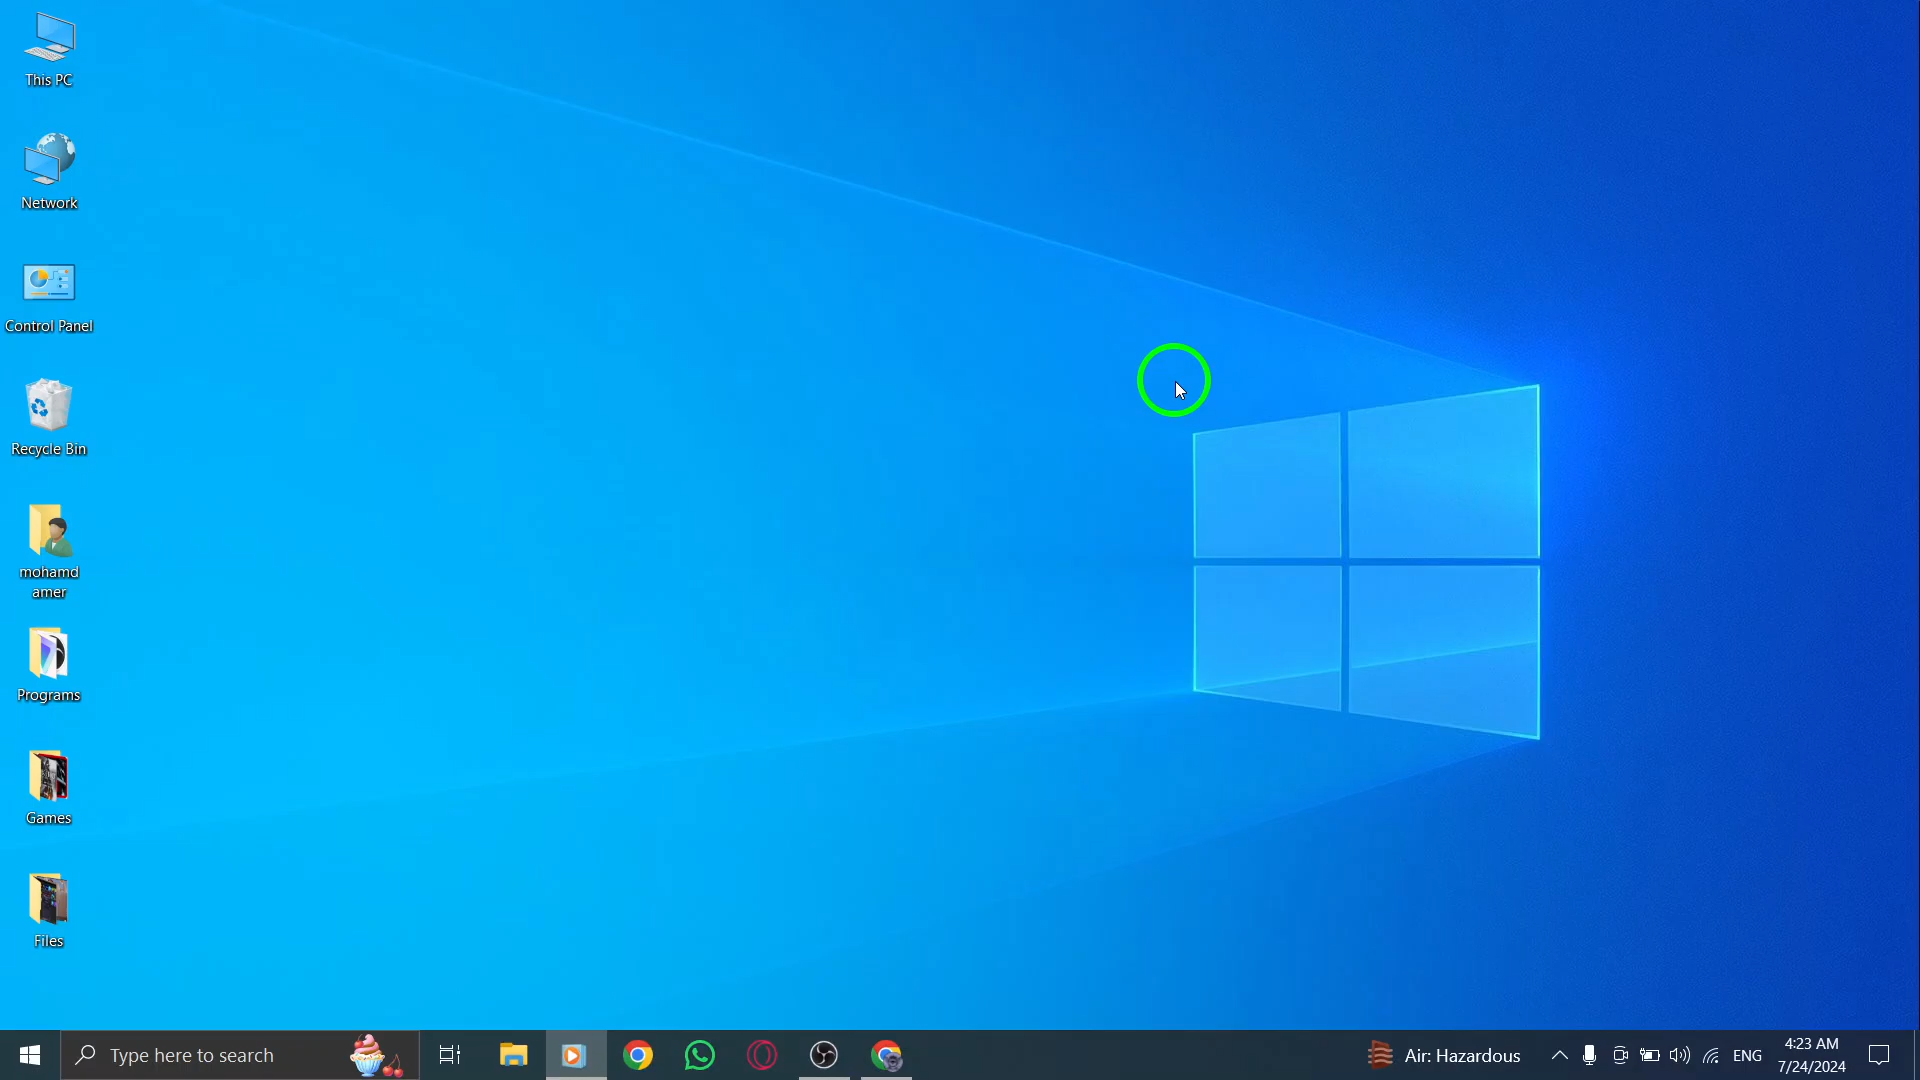 This PC
Network
Control Panel
Recycle Bin
mohamd
amer
Programs
Games
Files
Type here to search
Air: Hazardous
ENG
4:23 AM
7/24/2024